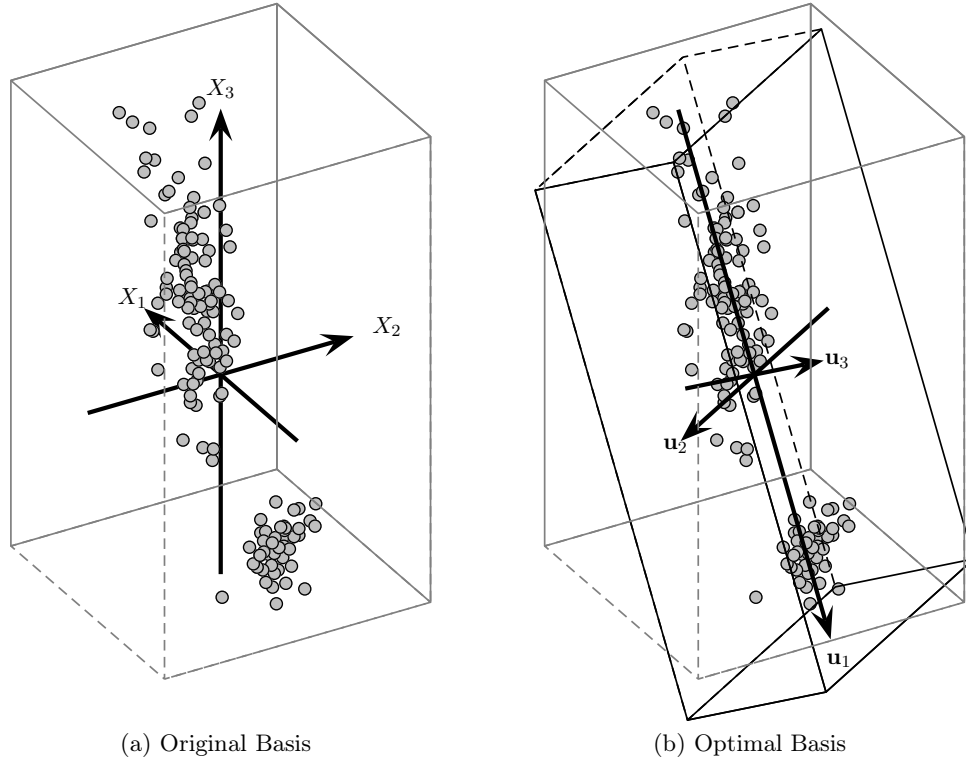 X3
X1
X2
(a) Original Basis
u3
u2
u1
(b) Optimal Basis